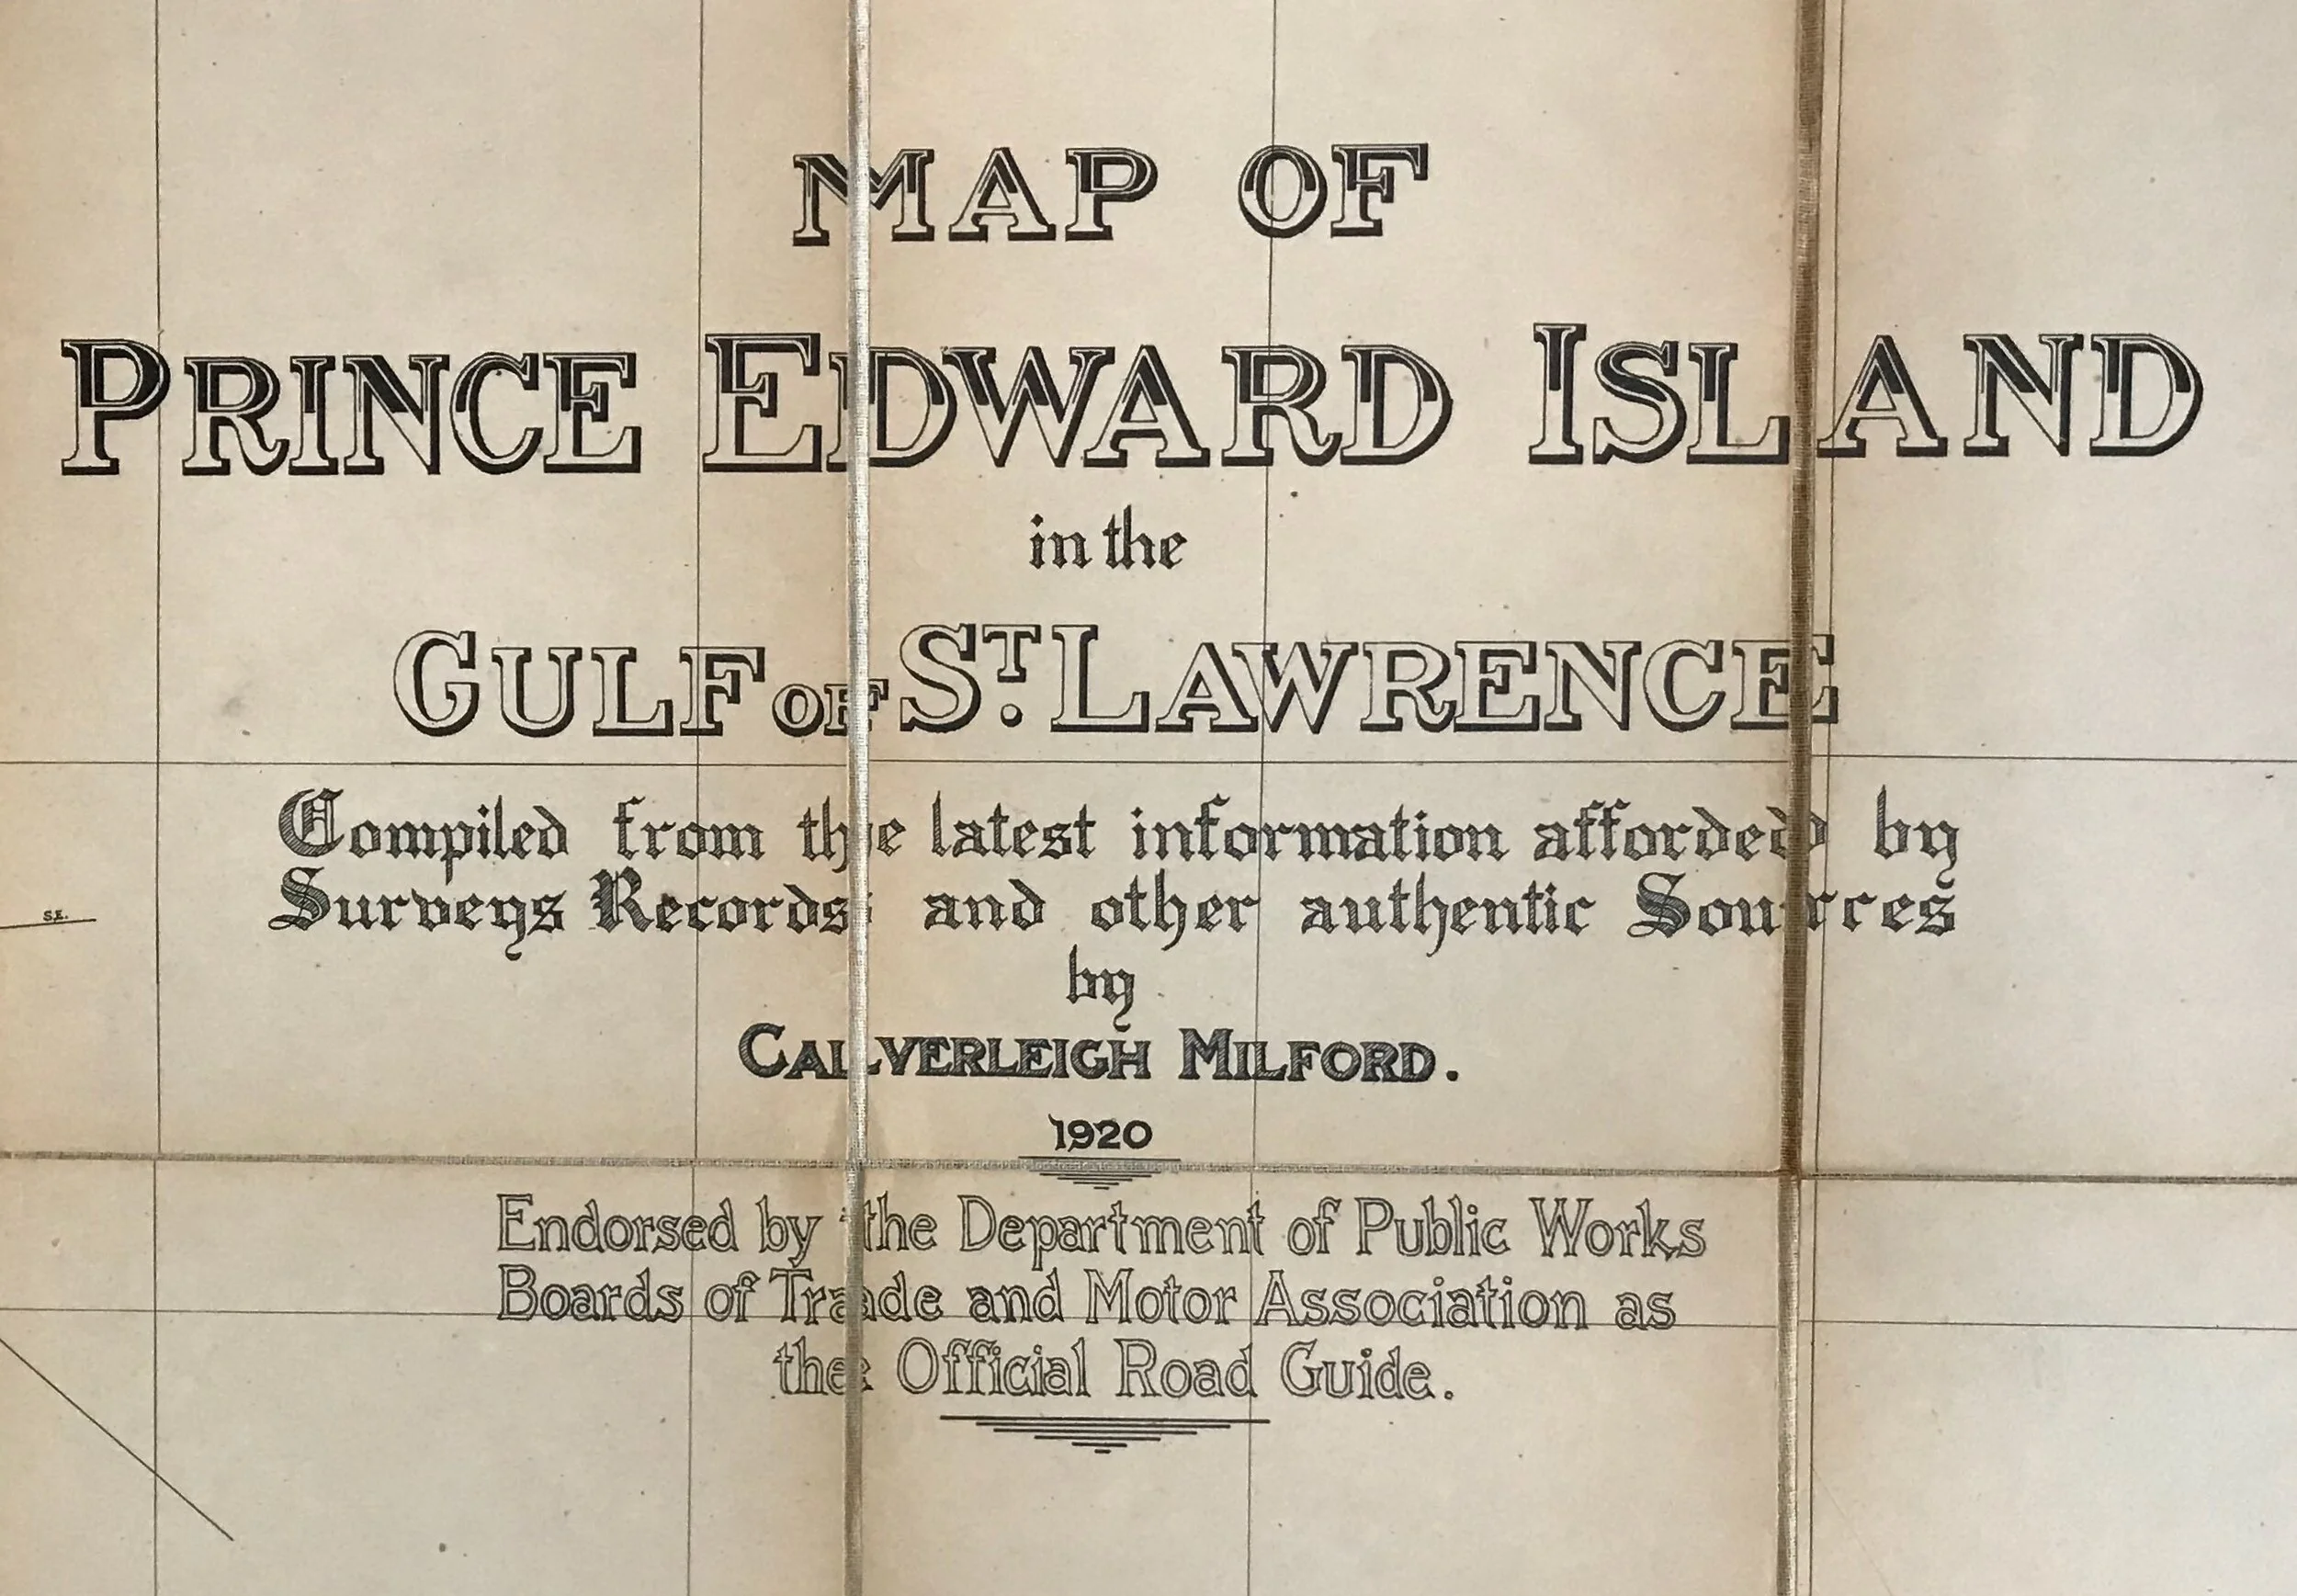 MAP OF
PRINCE EDWARD ISLAND
in the
GULF OF ST. LAWRENCE
Compiled from the latest information afforded by
Surveys Records and other authentic Sources
S.E.
by
CALVERLEIGH MILFORD.
1920
Endorsed by the Department of Public Works
Boards of Trade and Motor Association as
the Official Road Guide.